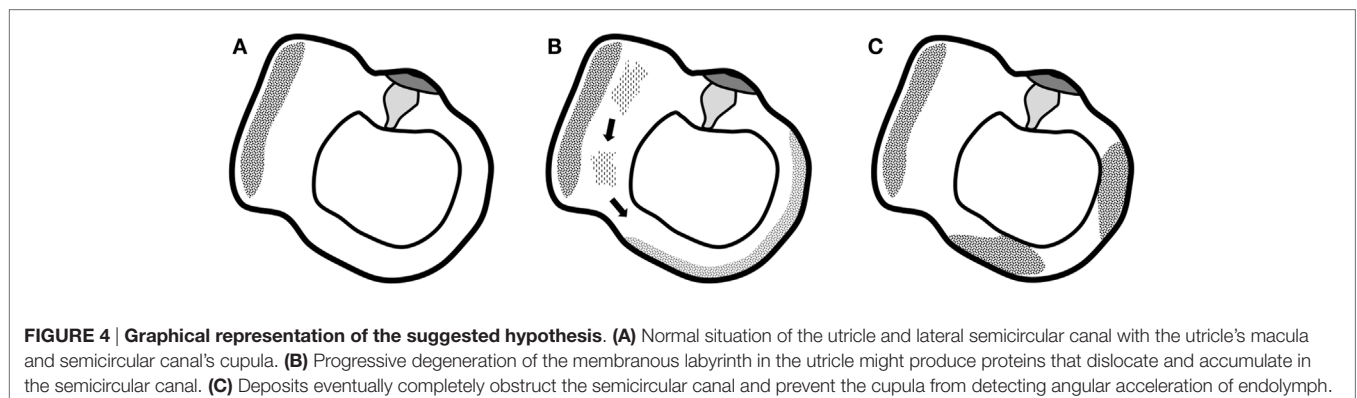 A
B
C
FIGURE 4 | Graphical representation of the suggested hypothesis. (A) Normal situation of the utricle and lateral semicircular canal with the utricle's macula
and semicircular canal's cupula. (B) Progressive degeneration of the membranous labyrinth in the utricle might produce proteins that dislocate and accumulate in
the semicircular canal. (C) Deposits eventually completely obstruct the semicircular canal and prevent the cupula from detecting angular acceleration of endolymph.